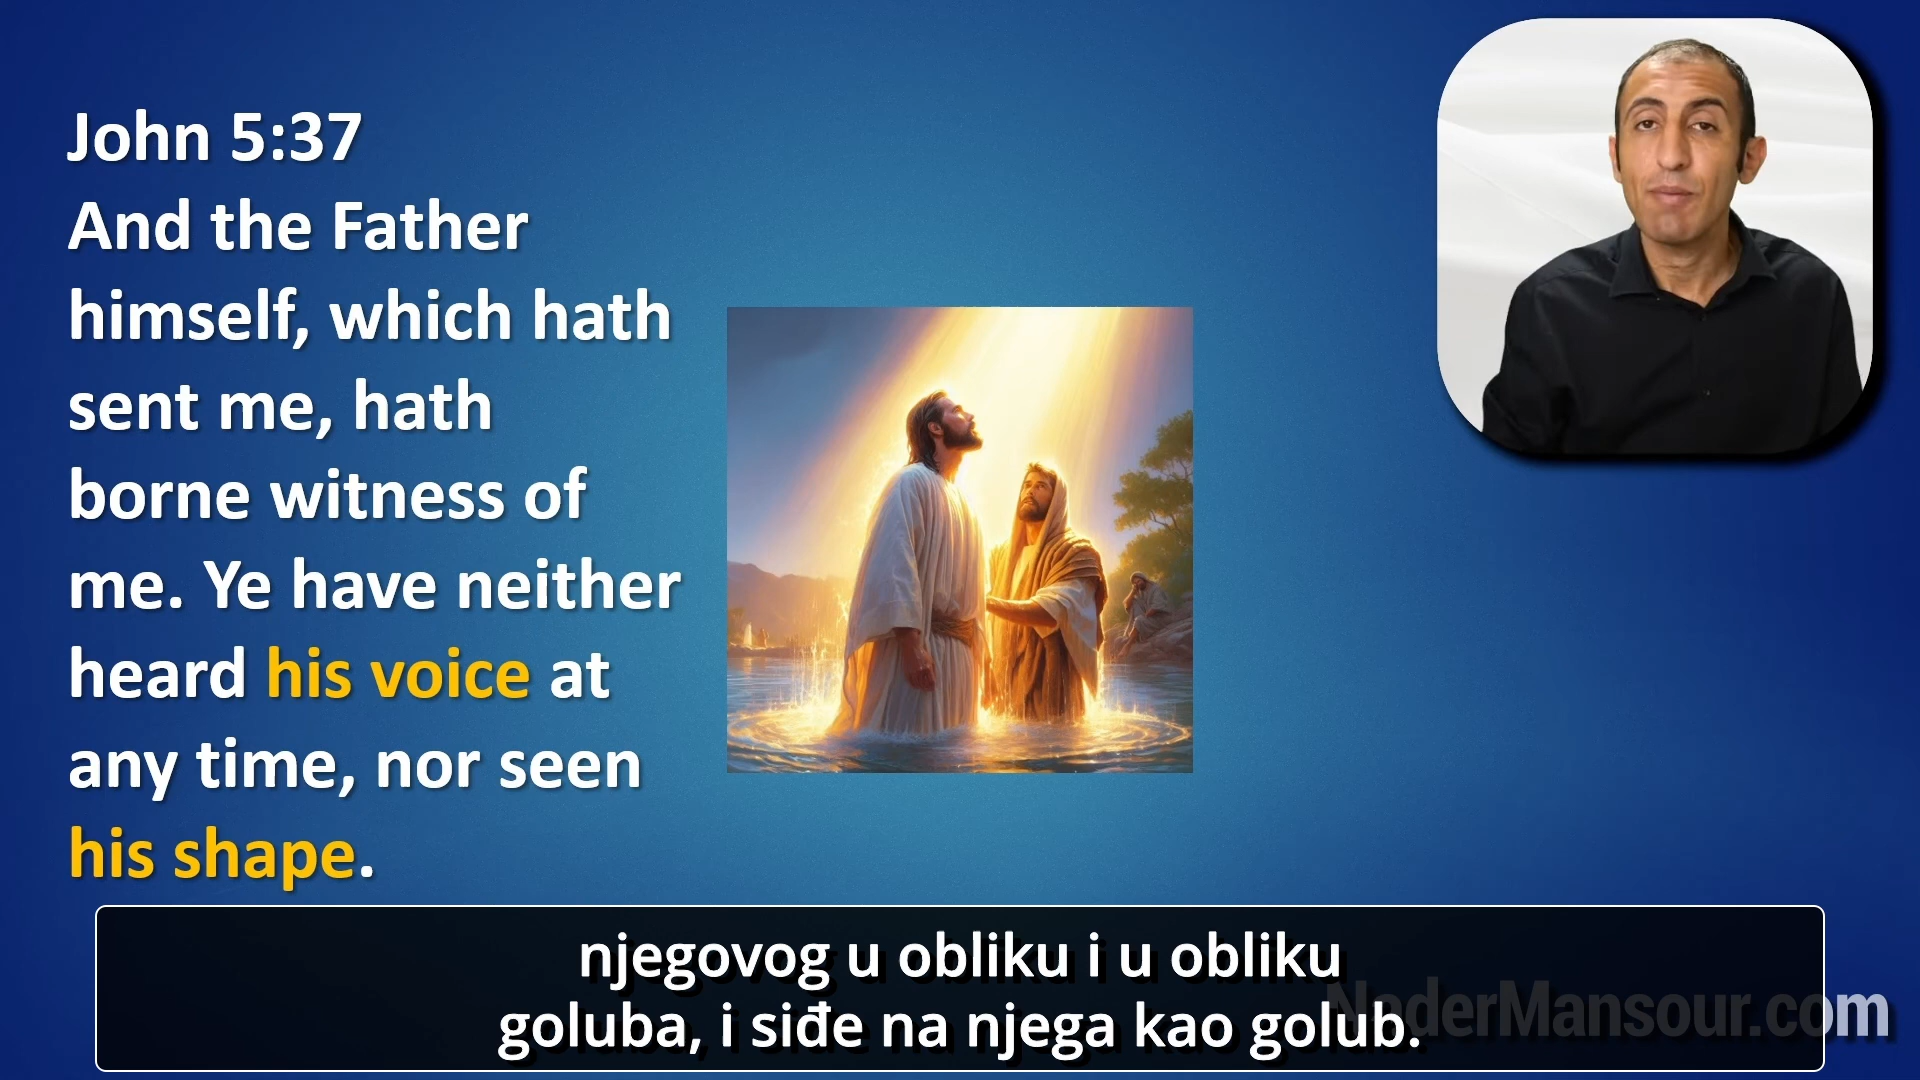 John 5:37
And the Father
himself, which hath
sent me, hath
borne witness of
me. Ye have neither
heard his voice at
any time, nor seen
his shape.
njegovog u obliku i u obliku
goluba, i siđe na njega kao golub.
NaderMansour.com